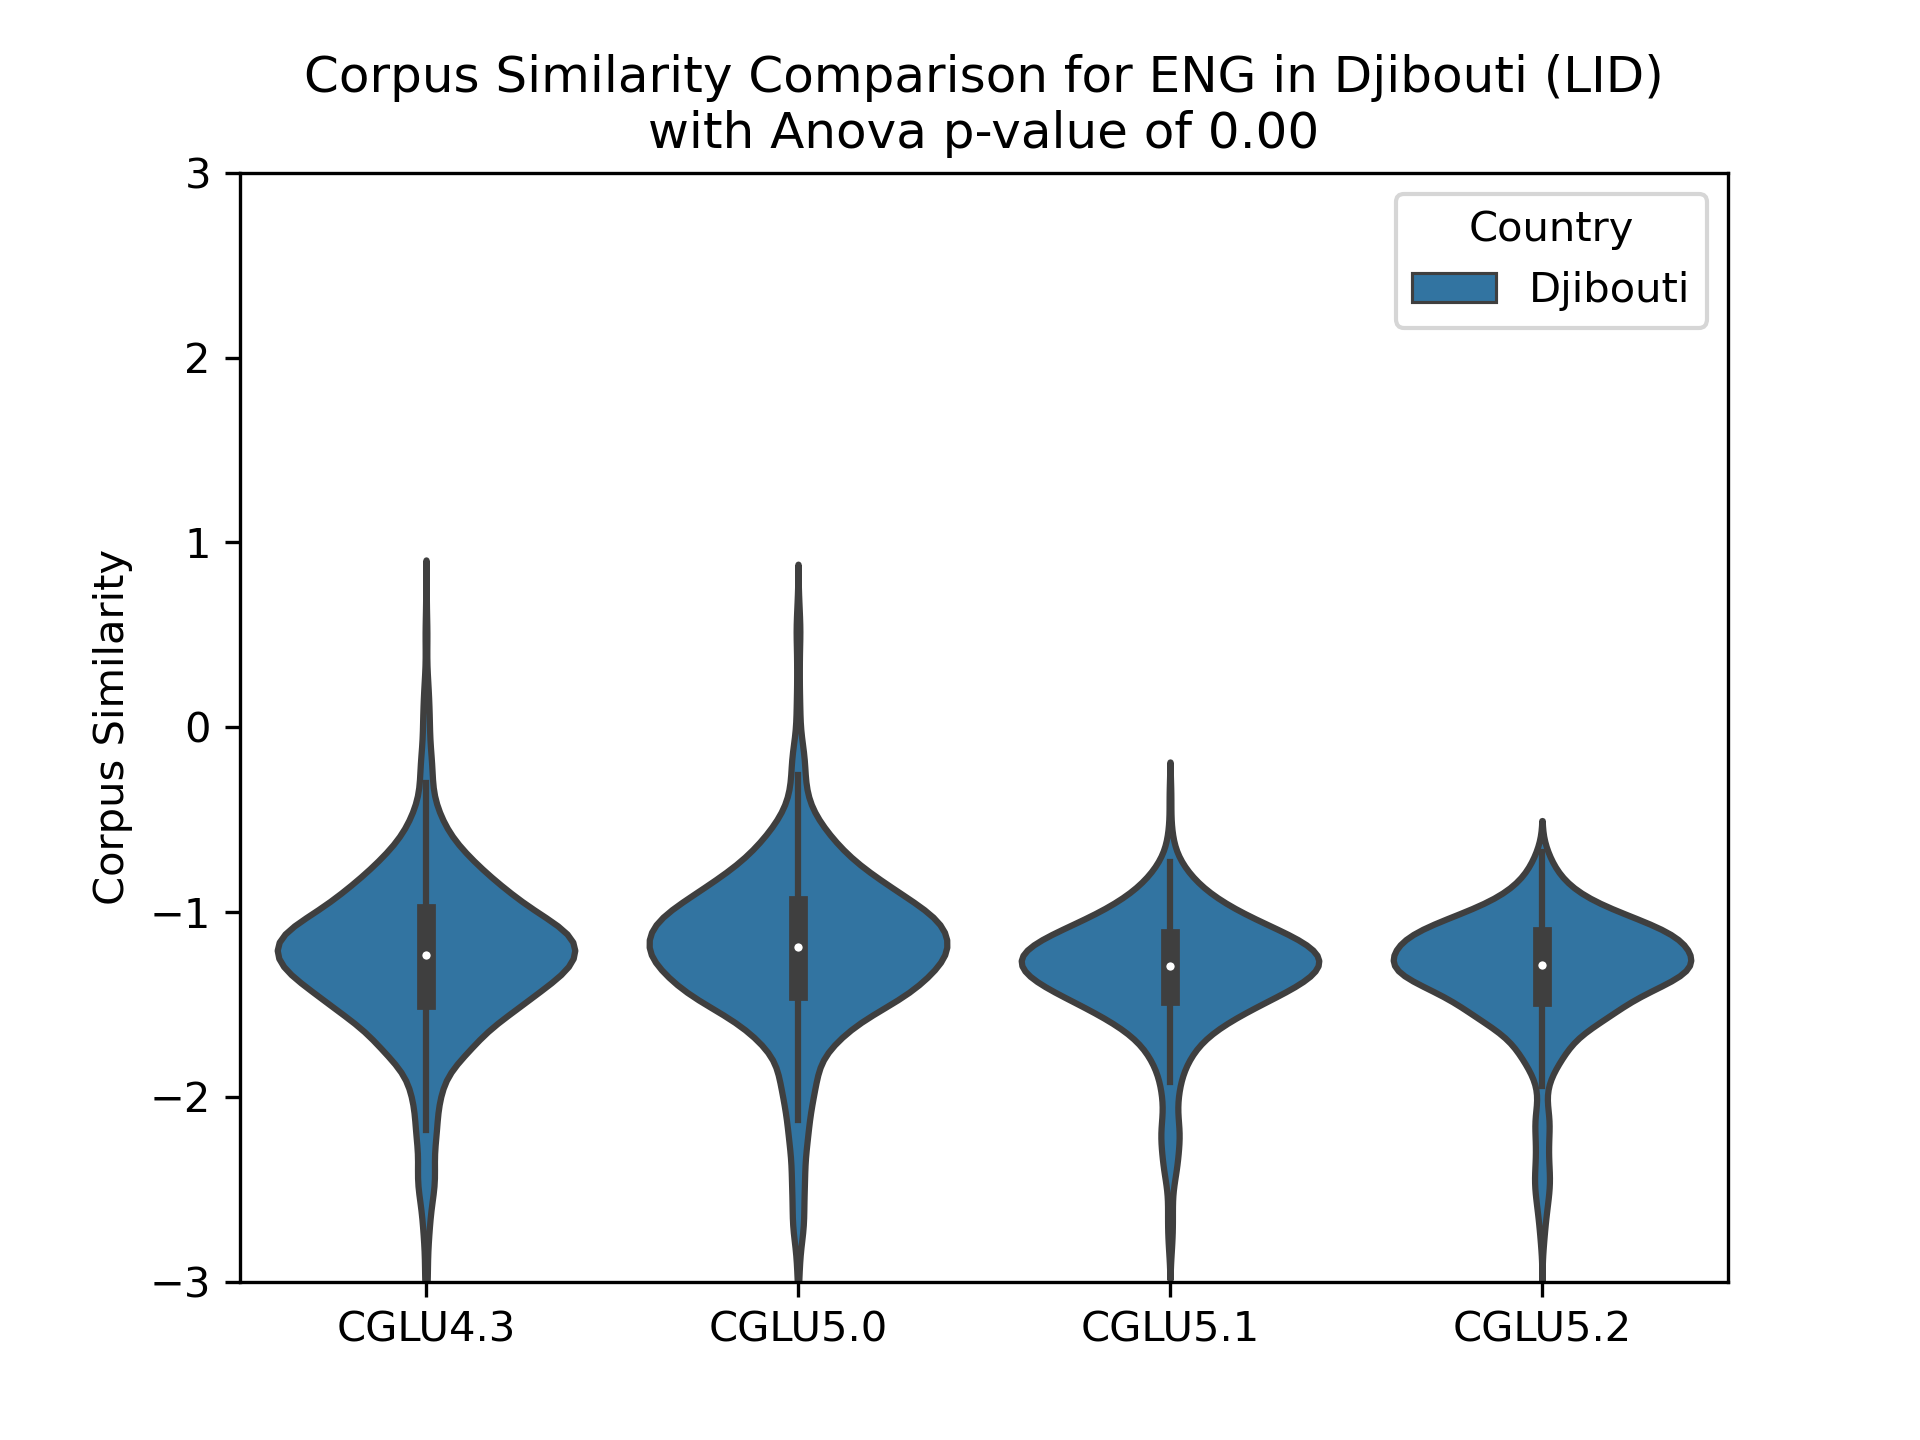 Corpus Similarity Comparison for ENG in Djibouti (LID)
with Anova p-value of 0.00
Country
Djibouti
Corpus Similarity
3
2
1
0
−1
−2
−3
CGLU4.3
CGLU5.0
CGLU5.1
CGLU5.2